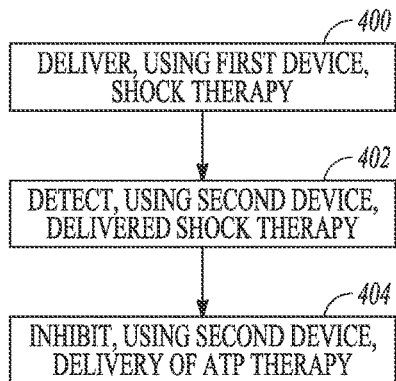 400
DELIVER, USING FIRST DEVICE,
SHOCK THERAPY
402
DETECT, USING SECOND DEVICE,
DELIVERED SHOCK THERAPY
404
INHIBIT, USING SECOND DEVICE,
DELIVERY OF ATP THERAPY